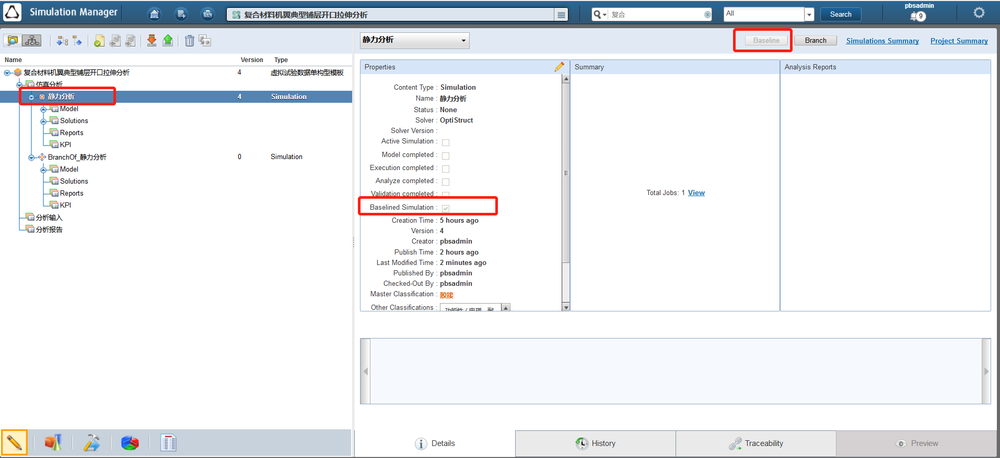 Simulation Manager
复合材料机翼典型铺层开口拉伸分析
复合
All
Search
pbsadmin
9
静力分析
Baseline
Branch
Simulations Summary
Project Summary
Name Version Type
复合材料机翼典型铺层开口拉伸分析 4 虚拟试验数据单构型模板
仿真分析
静力分析 4 Simulation
Model
Solutions
Reports
KPI
BranchOf_静力分析 0 Simulation
Model
Solutions
Reports
KPI
分析输入
分析报告
Properties
Content Type : Simulation
Name : 静力分析
Status : None
Solver : OptiStruct
Solver Version :
Active Simulation :
Model completed :
Execution completed :
Analyze completed :
Validation completed :
Baselined Simulation :
Creation Time : 5 hours ago
Version : 4
Creator : pbsadmin
Publish Time : 2 hours ago
Last Modified Time : 2 minutes ago
Published By : pbsadmin
Checked-Out By : pbsadmin
Master Classification : 胶接
Other Classifications :
Summary
Total Jobs: 1 View
Analysis Reports
Details
History
Traceability
Preview